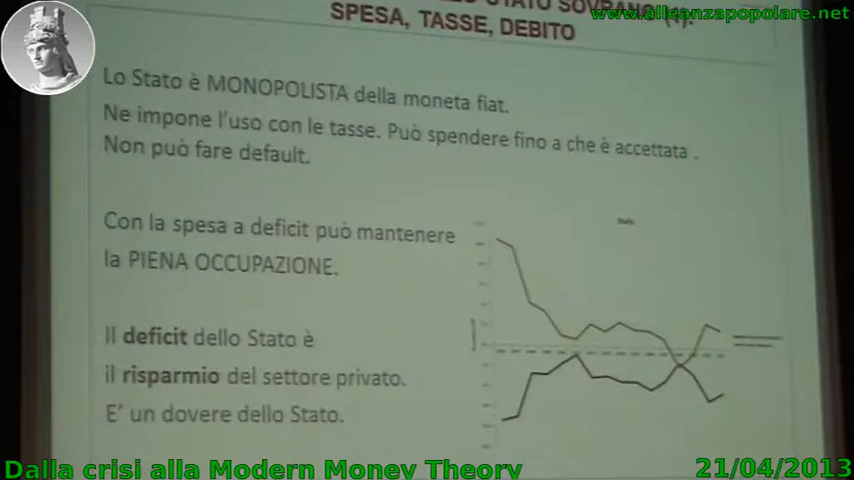 STATO SOVRANO (1):
www.alleanzapopolare.net
SPESA, TASSE, DEBITO
Lo Stato è MONOPOLISTA della moneta fiat.
Ne impone l'uso con le tasse. Può spendere fino a che è accettata .
Non può fare default.
Con la spesa a deficit può mantenere
la PIENA OCCUPAZIONE.
Il deficit dello Stato è
il risparmio del settore privato.
E' un dovere dello Stato.
Dalla crisi alla Modern Money Theory
21/04/2013